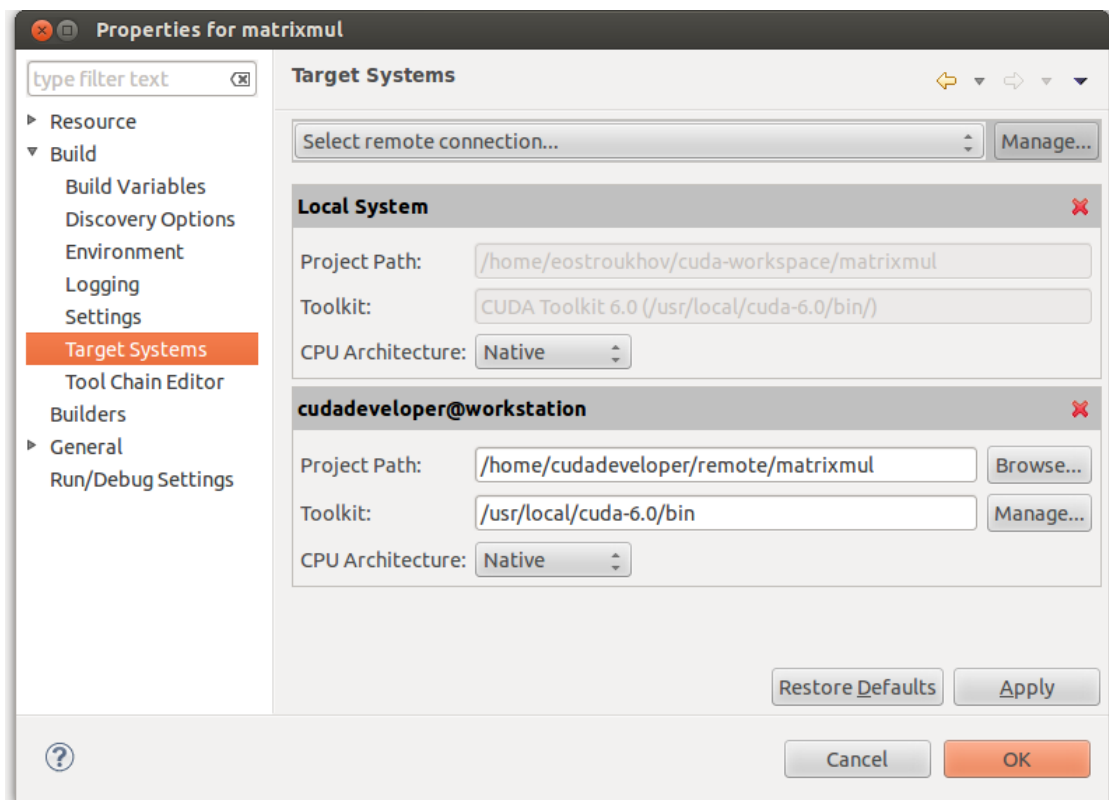 Properties for matrixmul
type filter text
Resource
Build
Build Variables
Discovery Options
Environment
Logging
Settings
Target Systems
Tool Chain Editor
Builders
General
Run/Debug Settings
Target Systems
Select remote connection... Manage...
Local System
Project Path: /home/eostroukhov/cuda-workspace/matrixmul
Toolkit: CUDA Toolkit 6.0 (/usr/local/cuda-6.0/bin/)
CPU Architecture: Native
cudadeveloper@workstation
Project Path: /home/cudadeveloper/remote/matrixmul Browse...
Toolkit: /usr/local/cuda-6.0/bin Manage...
CPU Architecture: Native
Restore Defaults Apply
? Cancel OK